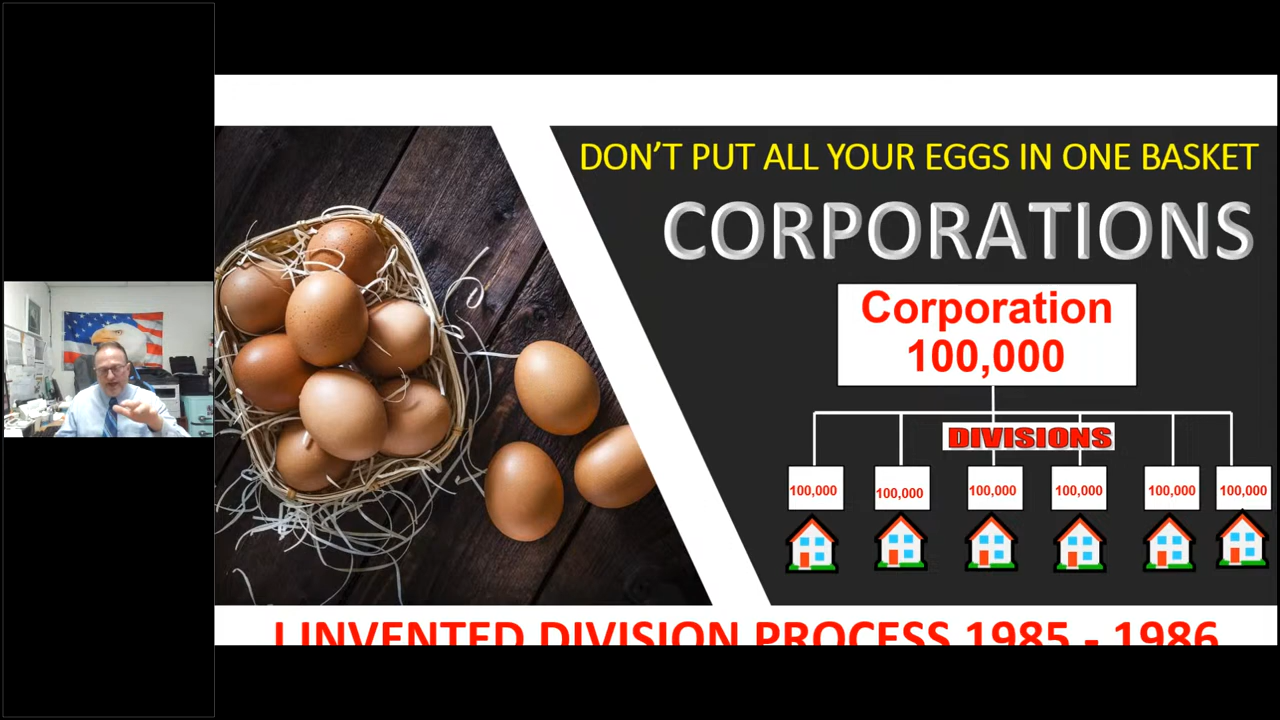 DON'T PUT ALL YOUR EGGS IN ONE BASKET
CORPORATIONS
Corporation
100,000
DIVISIONS
100,000 100,000 100,000 100,000 100,000 100,000
I INVENTED DIVISION PROCESS 1985 - 1986